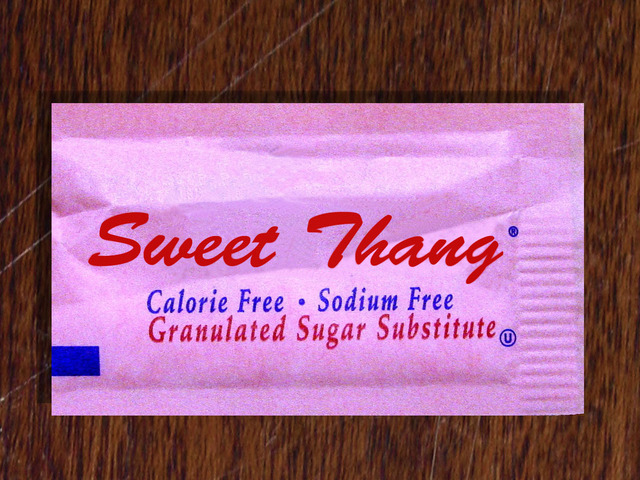 Sweet Thang®
Calorie Free • Sodium Free
Granulated Sugar Substitute Ⓤ